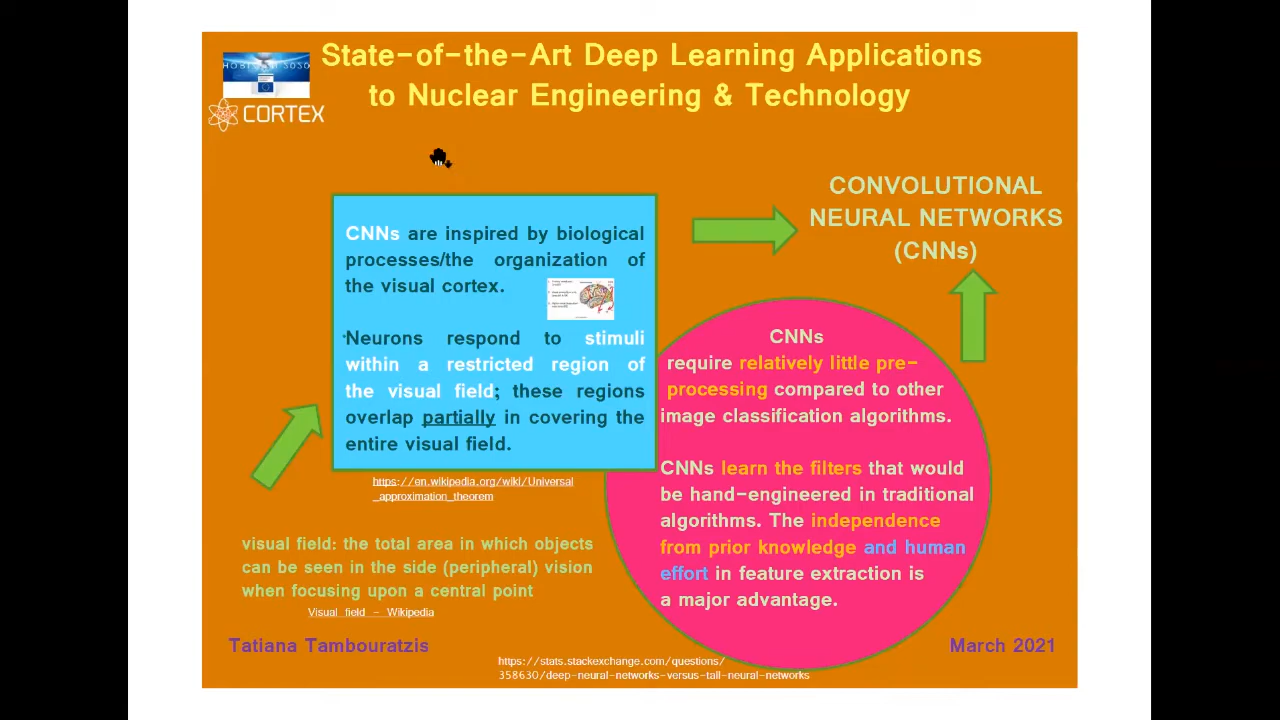 State-of-the-Art Deep Learning Applications
to Nuclear Engineering & Technology
HORIZON 2020
CORTEX
CONVOLUTIONAL
NEURAL NETWORKS
(CNNs)
CNNs are inspired by biological
processes/the organization of
the visual cortex.
Neurons respond to stimuli
within a restricted region of
the visual field; these regions
overlap partially in covering the
entire visual field.
https://en.wikipedia.org/wiki/Universal
_approximation_theorem
CNNs
require relatively little pre-
processing compared to other
image classification algorithms.
CNNs learn the filters that would
be hand-engineered in traditional
algorithms. The independence
from prior knowledge and human
effort in feature extraction is
a major advantage.
visual field: the total area in which objects
can be seen in the side (peripheral) vision
when focusing upon a central point
Visual field - Wikipedia
Tatiana Tambouratzis
March 2021
https://stats.stackexchange.com/questions/
358630/deep-neural-networks-versus-tall-neural-networks